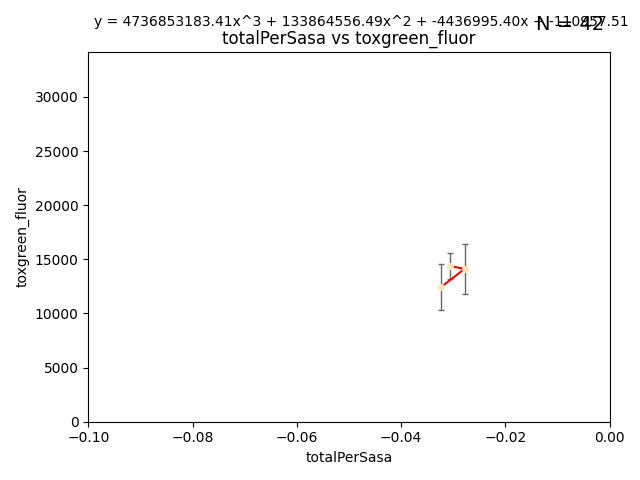 y = 4736853183.41x^3 + 133864556.49x^2 + -4436995.40x +
N = 42
totalPerSasa vs toxgreen_fluor
30000
25000
20000
15000
10000
5000
0
toxgreen_fluor
−0.10 −0.08 −0.06 −0.04 −0.02 0.00
totalPerSasa